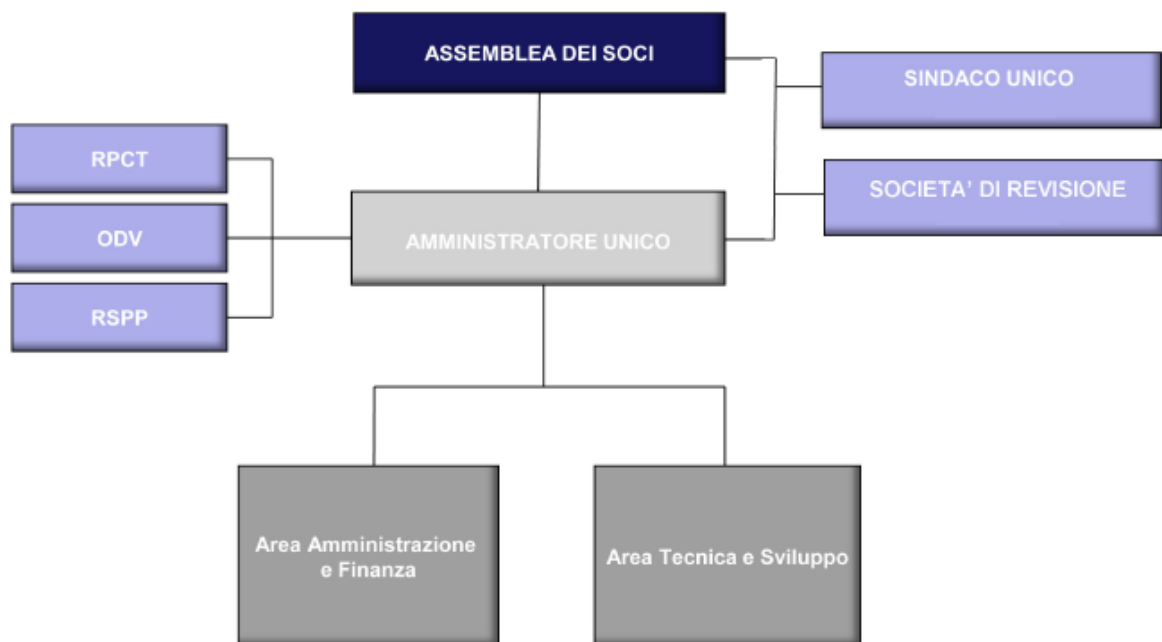 ASSEMBLEA DEI SOCI
SINDACO UNICO
RPCT
SOCIETA' DI REVISIONE
ODV
AMMINISTRATORE UNICO
RSPP
Area Amministrazione
e Finanza
Area Tecnica e Sviluppo